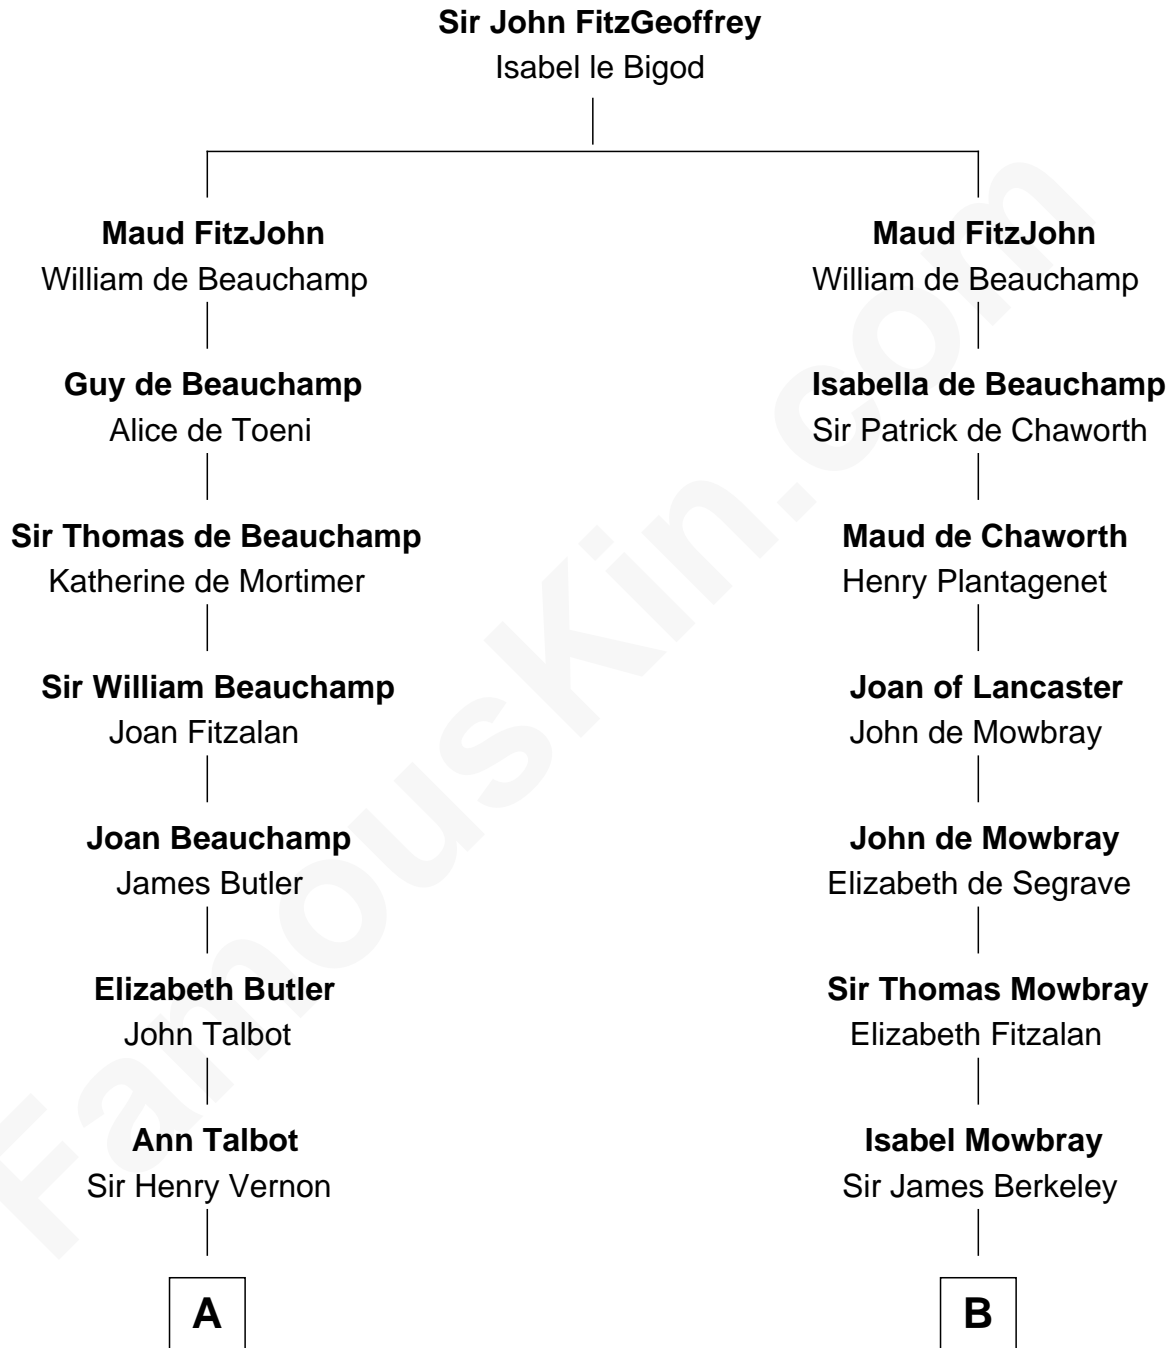 Sir John FitzGeoffrey
Isabel le Bigod
Maud FitzJohn
William de Beauchamp
Guy de Beauchamp
Alice de Toeni
Sir Thomas de Beauchamp
Katherine de Mortimer
Sir William Beauchamp
Joan Fitzalan
Joan Beauchamp
James Butler
Elizabeth Butler
John Talbot
Ann Talbot
Sir Henry Vernon
A
Maud FitzJohn
William de Beauchamp
Isabella de Beauchamp
Sir Patrick de Chaworth
Maud de Chaworth
Henry Plantagenet
Joan of Lancaster
John de Mowbray
John de Mowbray
Elizabeth de Segrave
Sir Thomas Mowbray
Elizabeth Fitzalan
Isabel Mowbray
Sir James Berkeley
B
FamousKin.com